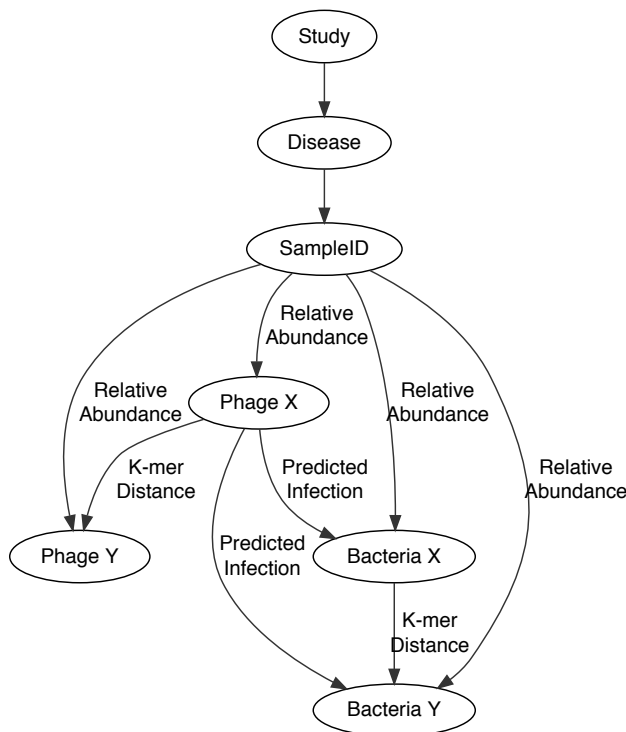 Study
Disease
SampleID
Relative
Abundance
Relative
Abundance
Phage X
Relative
Abundance
K-mer
Distance
Predicted
Infection
Relative
Abundance
Phage Y
Predicted
Infection
Bacteria X
K-mer
Distance
Bacteria Y